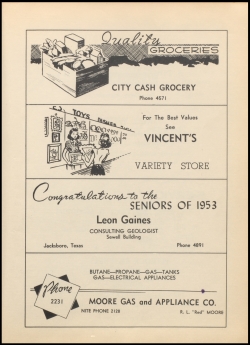 Quality
GROCERIES
CITY CASH GROCERY
Phone 4571
TOYS
For The Best Values
See
VINCENT'S
VARIETY STORE
Congratulations to the
SENIORS OF 1953
Leon Gaines
CONSULTING GEOLOGIST
Sewell Building
Jacksboro, Texas
Phone 4891
BUTANE—PROPANE—GAS—TANKS
GAS—ELECTRICAL APPLIANCES
Phone
2231
MOORE GAS and APPLIANCE CO.
NITE PHONE 2120
R. L. "Red" MOORE